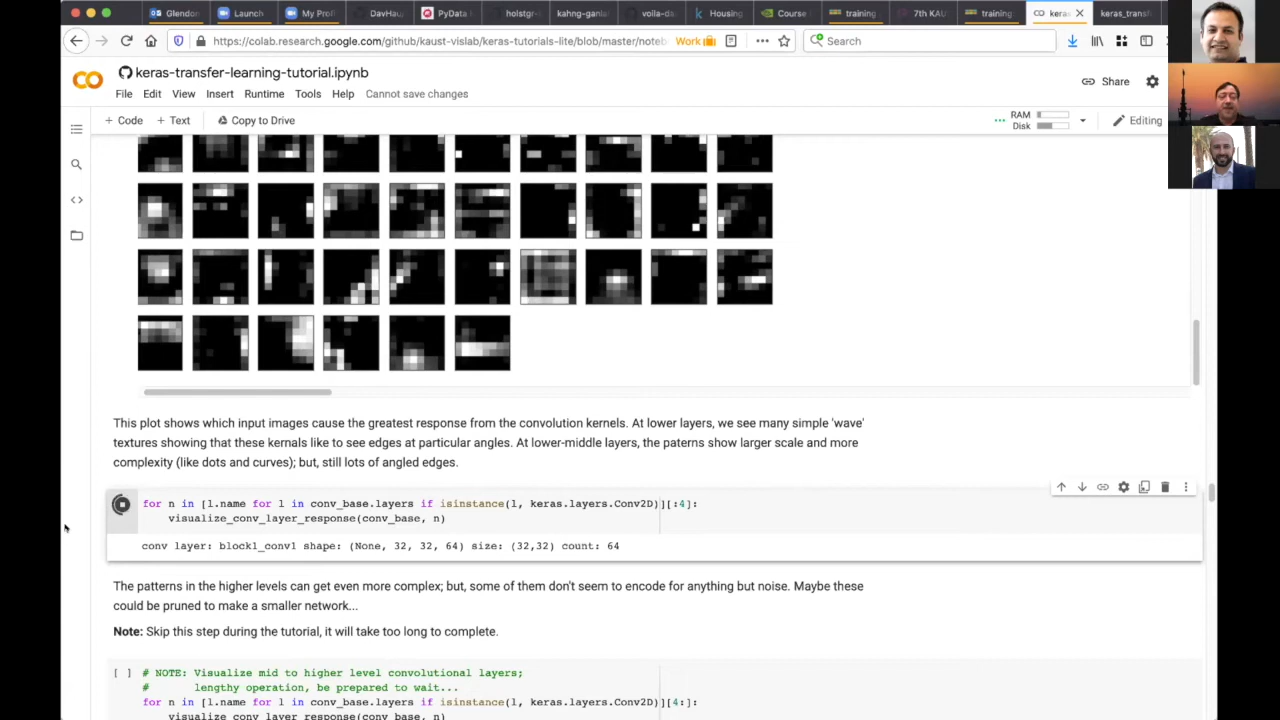 Glendon
Launch
My Profi
DavHaup
PyData
holstgre
kahng-ganla
voila-da
Housing
Course
training
7th KAU
training
keras
keras_transf
https://colab.research.google.com/github/kaust-vislab/keras-tutorials-lite/blob/master/noteb
Work
Search
keras-transfer-learning-tutorial.ipynb
Share
File Edit View Insert Runtime Tools Help Cannot save changes
+ Code + Text Copy to Drive
RAM
Disk
Editing
This plot shows which input images cause the greatest response from the convolution kernels. At lower layers, we see many simple 'wave'
textures showing that these kernals like to see edges at particular angles. At lower-middle layers, the paterns show larger scale and more
complexity (like dots and curves); but, still lots of angled edges.
for n in [l.name for l in conv_base.layers if isinstance(l, keras.layers.Conv2D)][:4]:
visualize_conv_layer_response(conv_base, n)
conv layer: block1_conv1 shape: (None, 32, 32, 64) size: (32,32) count: 64
The patterns in the higher levels can get even more complex; but, some of them don't seem to encode for anything but noise. Maybe these
could be pruned to make a smaller network...
Note: Skip this step during the tutorial, it will take too long to complete.
[ ] # NOTE: Visualize mid to higher level convolutional layers;
# lengthy operation, be prepared to wait...
for n in [l.name for l in conv_base.layers if isinstance(l, keras.layers.Conv2D)][4:]:
visualize_conv_layer_response(conv_base, n)